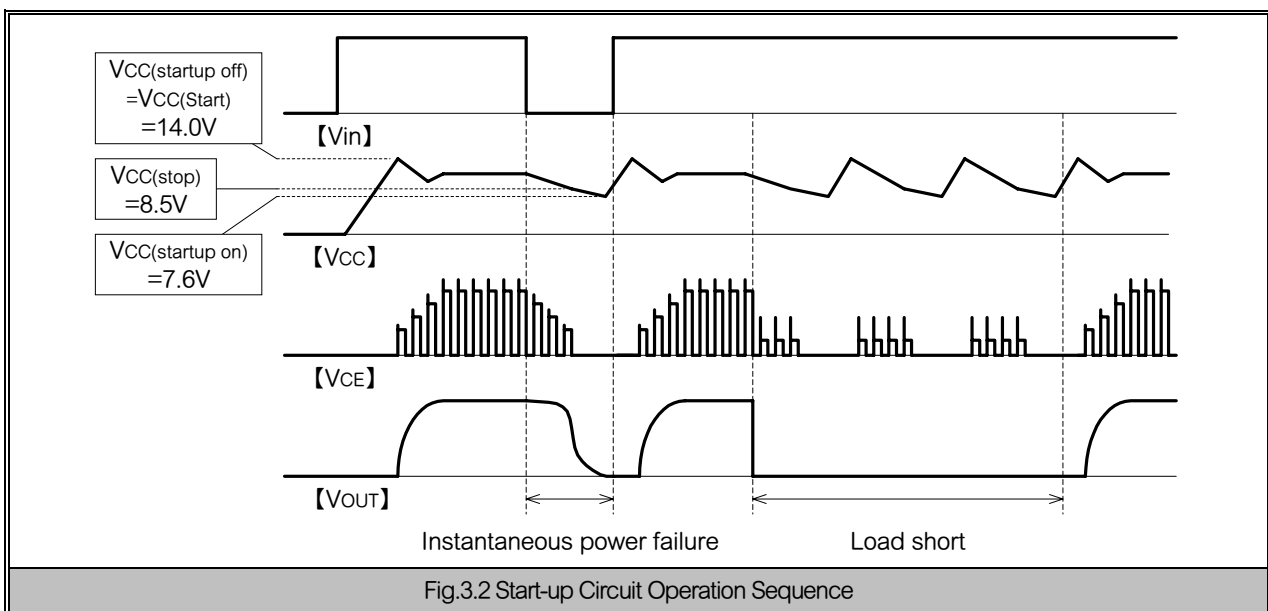 VCC(startup off)
=VCC(Start)
=14.0V
【Vin】
VCC(stop)
=8.5V
VCC(startup on)
=7.6V
【VCC】
【VCE】
【VOUT】
Instantaneous power failure
Load short
Fig.3.2 Start-up Circuit Operation Sequence